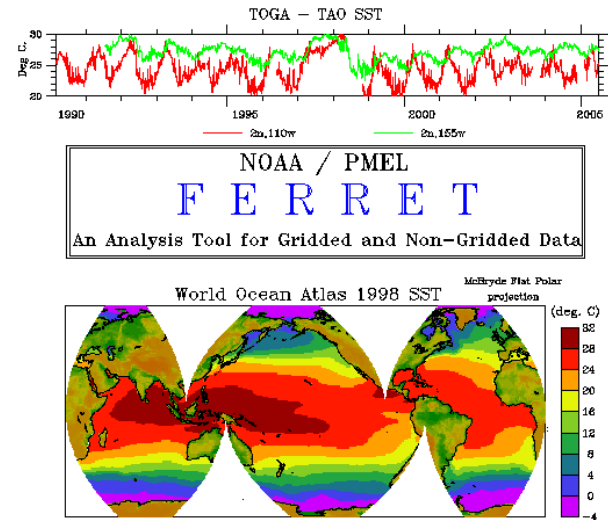 TOGA - TAO SST
Deg C.
30
25
20
1990
1995
2000
2005
2n,110w
2n,155w
NOAA / PMEL
F E R R E T
An Analysis Tool for Gridded and Non-Gridded Data
World Ocean Atlas 1998 SST
McBryde Flat Polar
projection
(deg. C)
32
28
24
20
16
12
8
4
0
-4